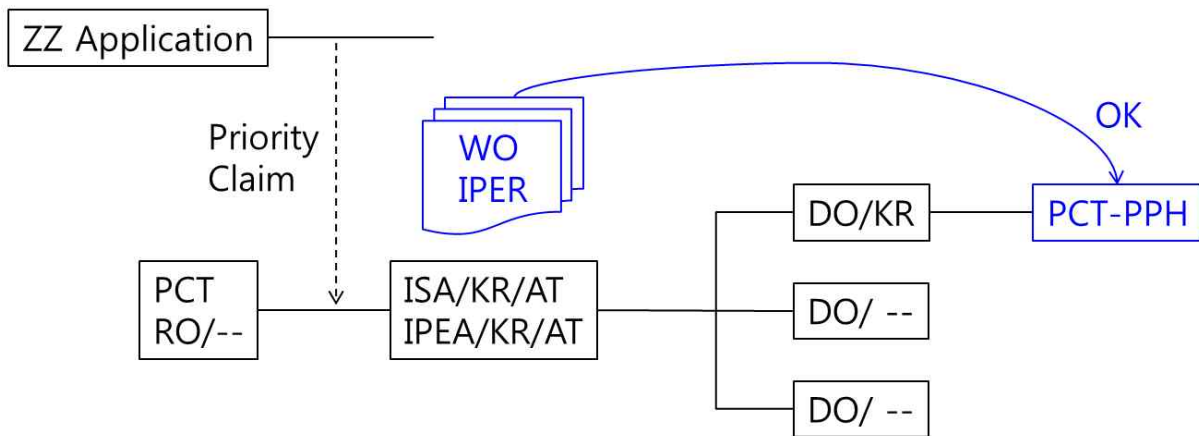 ZZ Application
Priority
Claim
WO
IPER
OK
DO/KR
PCT-PPH
PCT
RO/--
ISA/KR/AT
IPEA/KR/AT
DO/ --
DO/ --